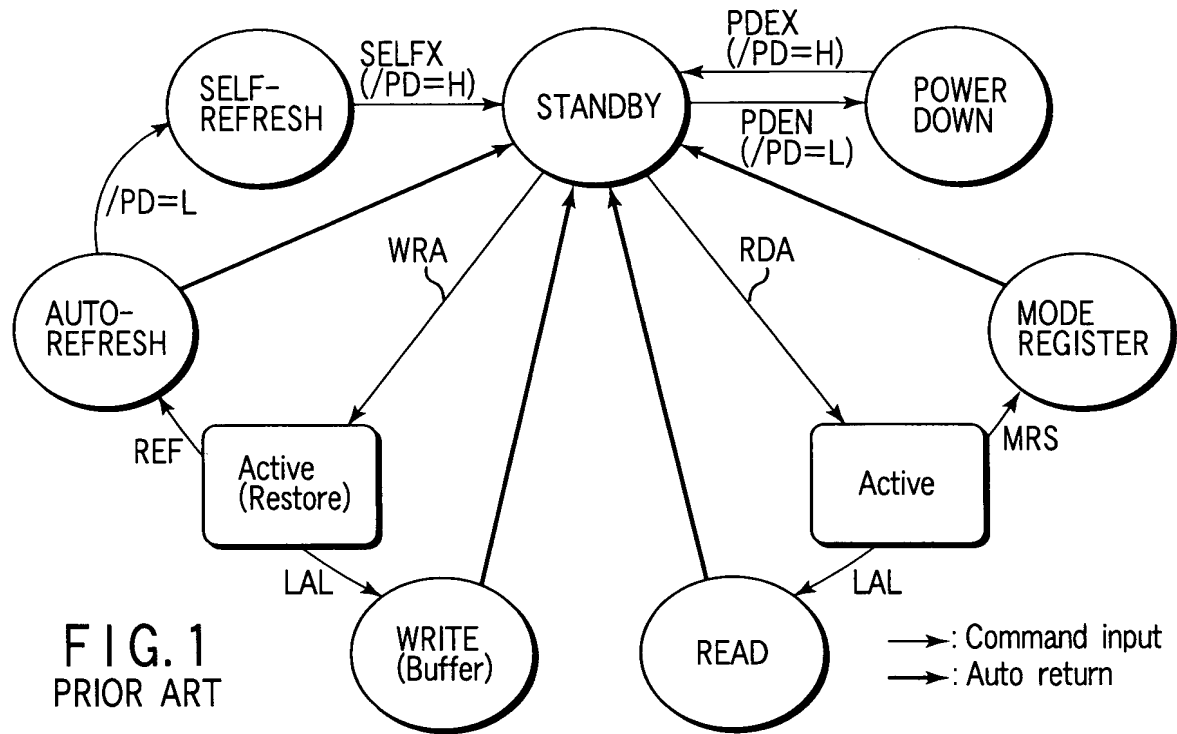 SELF-
REFRESH
SELFX
(/PD=H)
STANDBY
PDEX
(/PD=H)
PDEN
(/PD=L)
POWER
DOWN
/PD=L
WRA
RDA
AUTO-
REFRESH
MODE
REGISTER
REF
Active
(Restore)
Active
MRS
LAL
LAL
WRITE
(Buffer)
READ
FIG. 1
PRIOR ART
: Command input
: Auto return